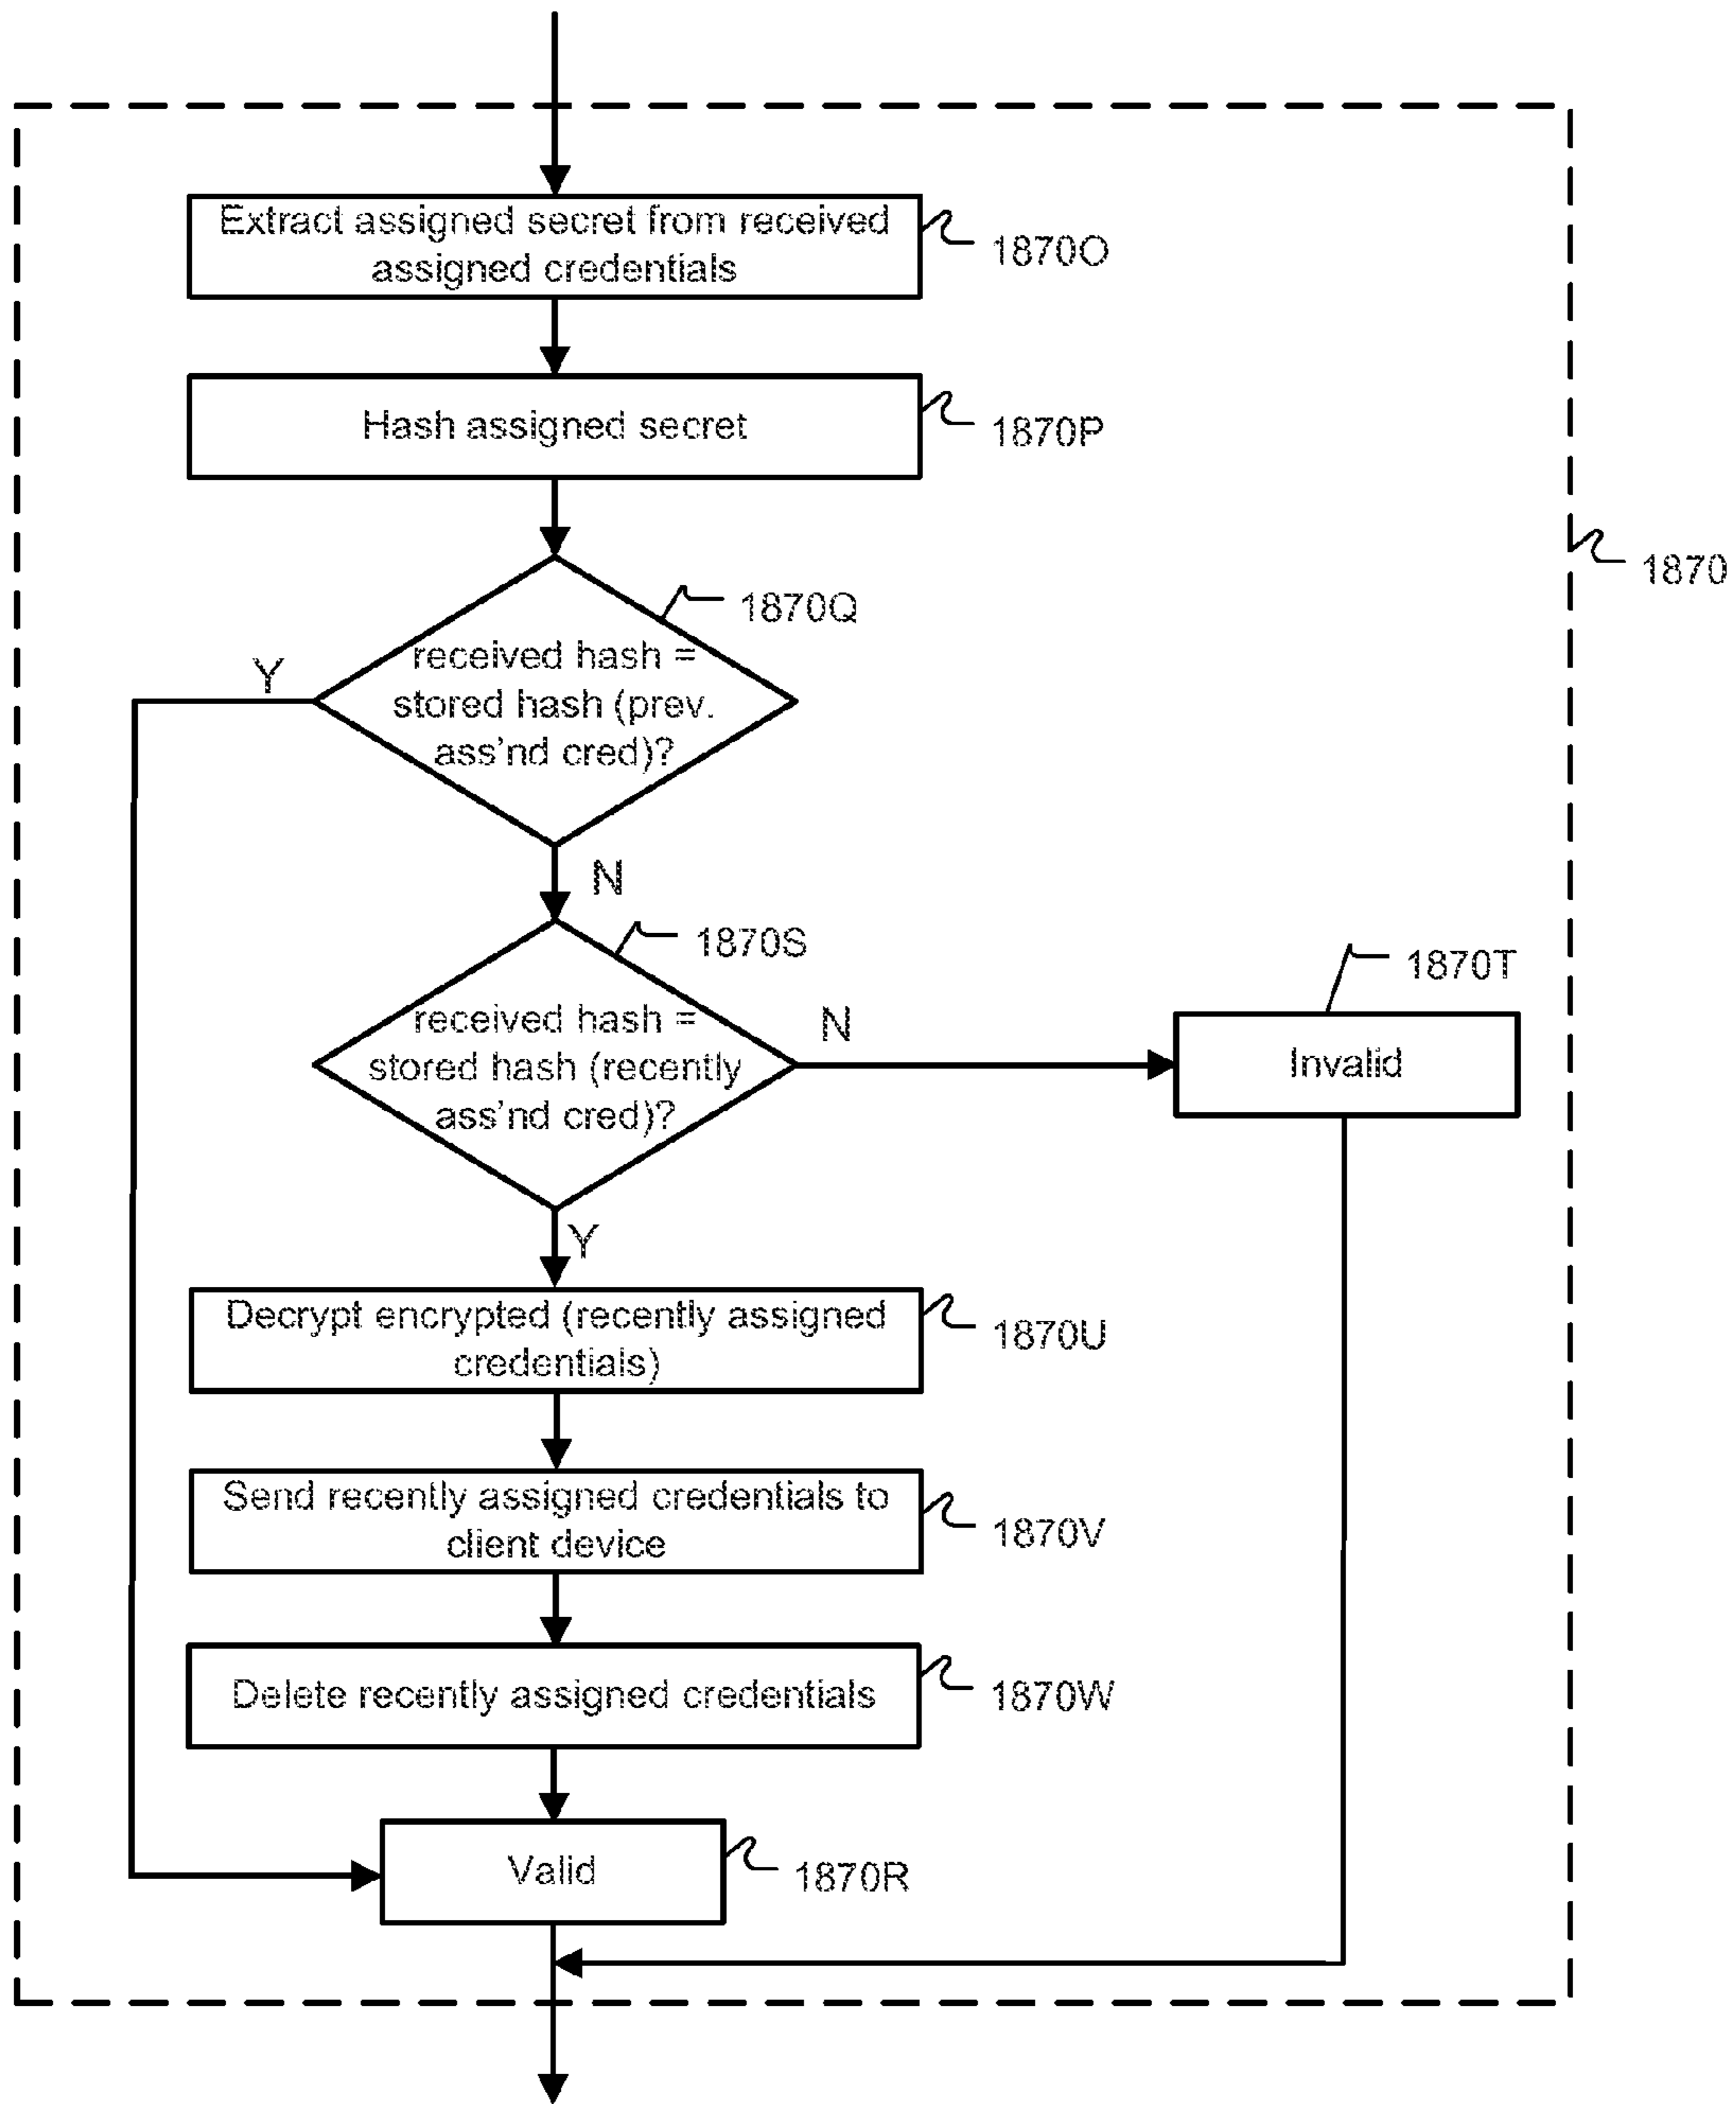 Extract assigned secret from received
assigned credentials
1870O
Hash assigned secret
1870P
1870
1870Q
received hash =
stored hash (prev.
ass'nd cred)?
Y
N
1870S
received hash =
stored hash (recently
ass'nd cred)?
N
1870T
Invalid
Y
Decrypt encrypted (recently assigned
credentials)
1870U
Send recently assigned credentials to
client device
1870V
Delete recently assigned credentials
1870W
Valid
1870R